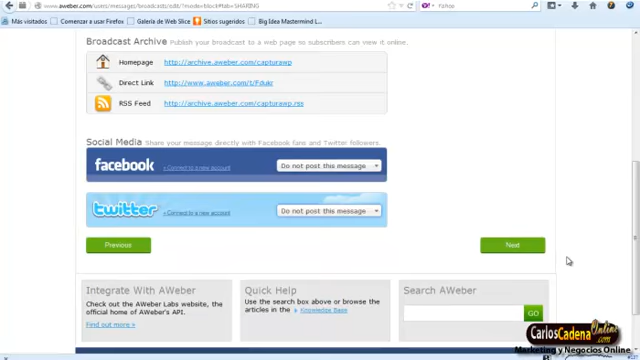 www.aweber.com/users/messages/broadcasts/edit/?mode=block#tab=SHARING
Yahoo
Más visitados
Comenzar a usar Firefox
Galería de Web Slice
Sitios sugeridos
Big Idea Mastermind L...
Broadcast Archive Publish your broadcast to a web page so subscribers can view it online.
Homepage http://archive.aweber.com/capturawp
Direct Link http://www.aweber.com/t/Fdukr
RSS Feed http://archive.aweber.com/capturawp.rss
Social Media Share your message directly with Facebook fans and Twitter followers.
facebook + Connect to a new account Do not post this message
twitter + Connect to a new account Do not post this message
Previous Next
Integrate With AWeber
Check out the AWeber Labs website, the
official home of AWeber's API.
Find out more »
Quick Help
Use the search box above or browse the
articles in the Knowledge Base
Search AWeber
GO
CarlosCadenaOnline
.com
Marketing y Negocios Online